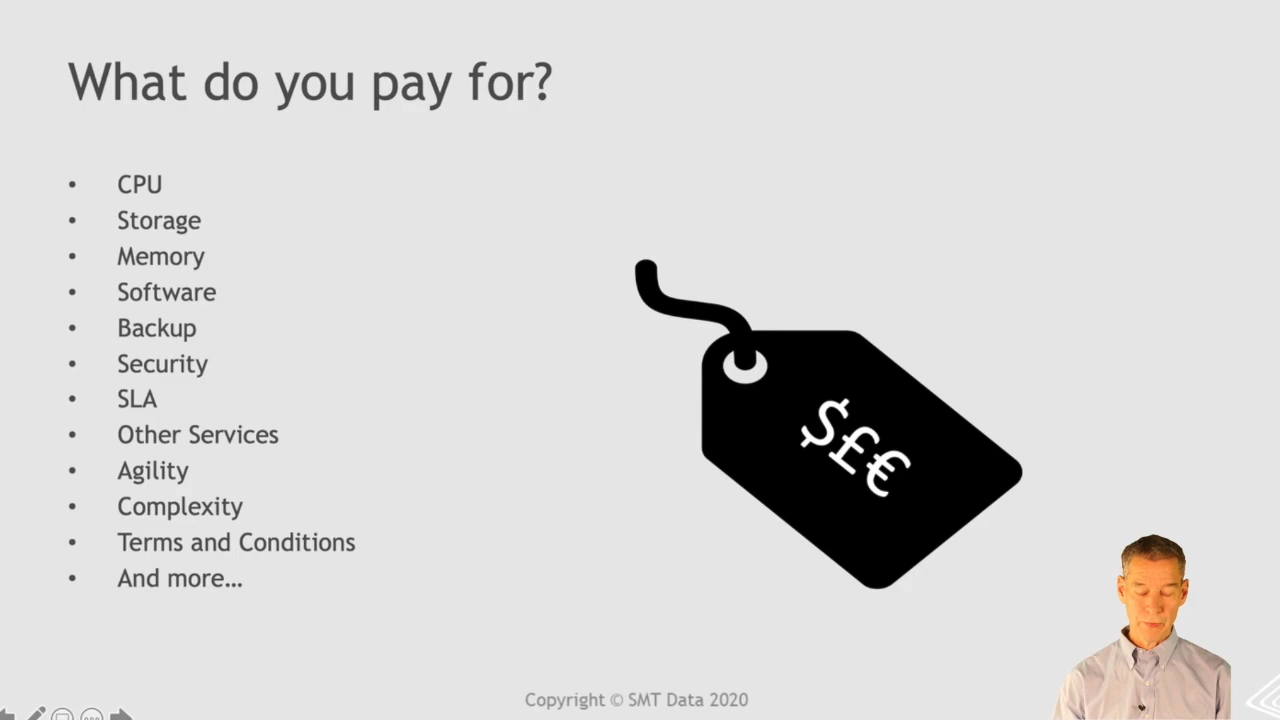 What do you pay for?
• CPU
• Storage
• Memory
• Software
• Backup
• Security
• SLA
• Other Services
• Agility
• Complexity
• Terms and Conditions
• And more…
$£€
Copyright © SMT Data 2020